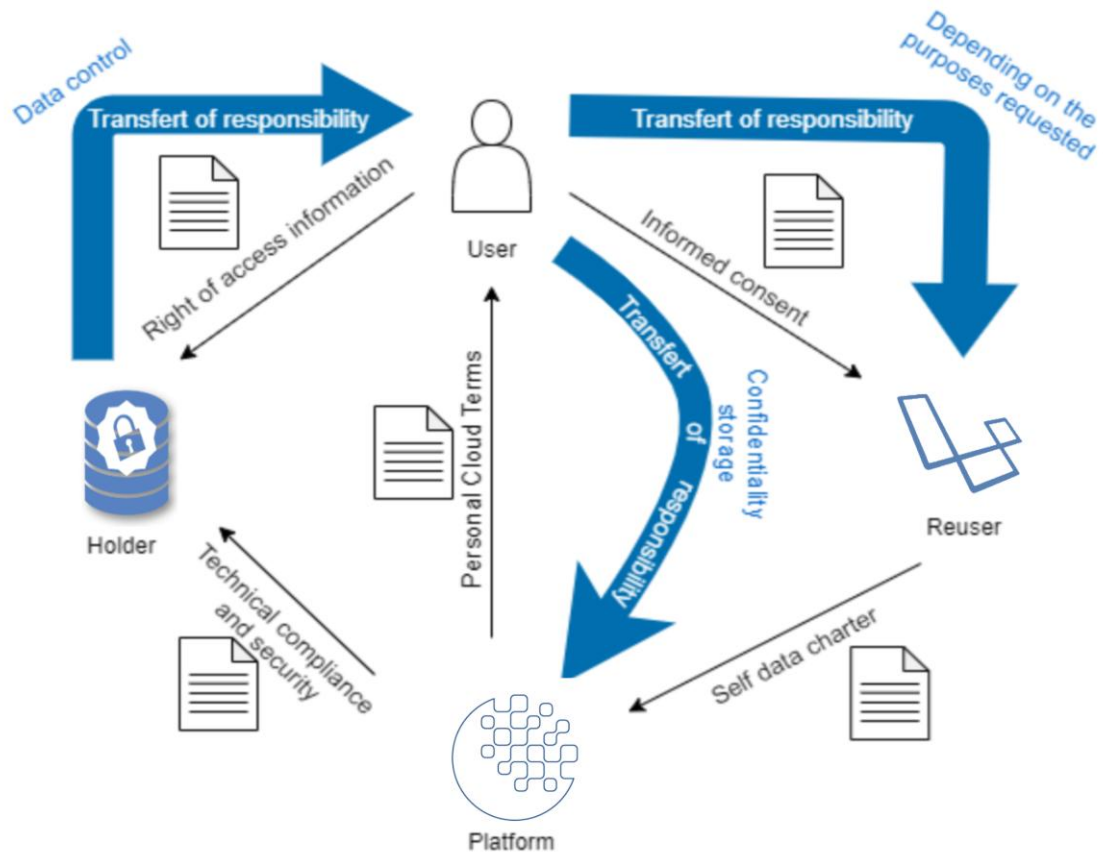 Data control
Transfert of responsibility
Right of access information
User
Transfert of responsibility
Depending on the
purposes requested
Informed consent
Transfert of responsibility
Confidentiality
storage
Personal Cloud Terms
Holder
Reuser
Technical compliance
and security
Self data charter
Platform